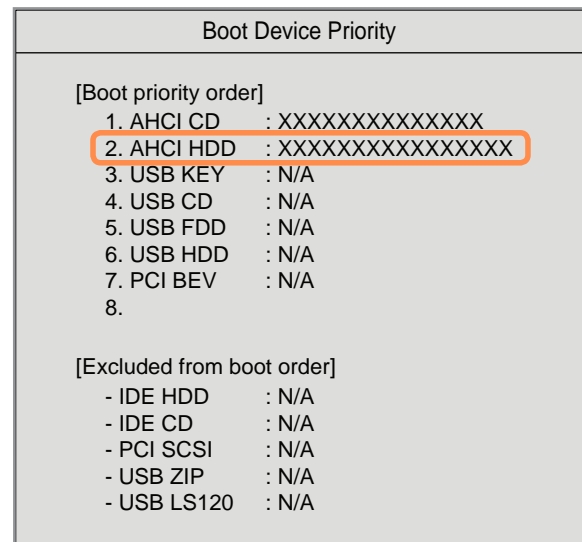 Boot Device Priority
[Boot priority order]
1. AHCI CD : XXXXXXXXXXXXXX
2. AHCI HDD : XXXXXXXXXXXXXXXX
3. USB KEY : N/A
4. USB CD : N/A
5. USB FDD : N/A
6. USB HDD : N/A
7. PCI BEV : N/A
8.
[Excluded from boot order]
- IDE HDD : N/A
- IDE CD : N/A
- PCI SCSI : N/A
- USB ZIP : N/A
- USB LS120 : N/A